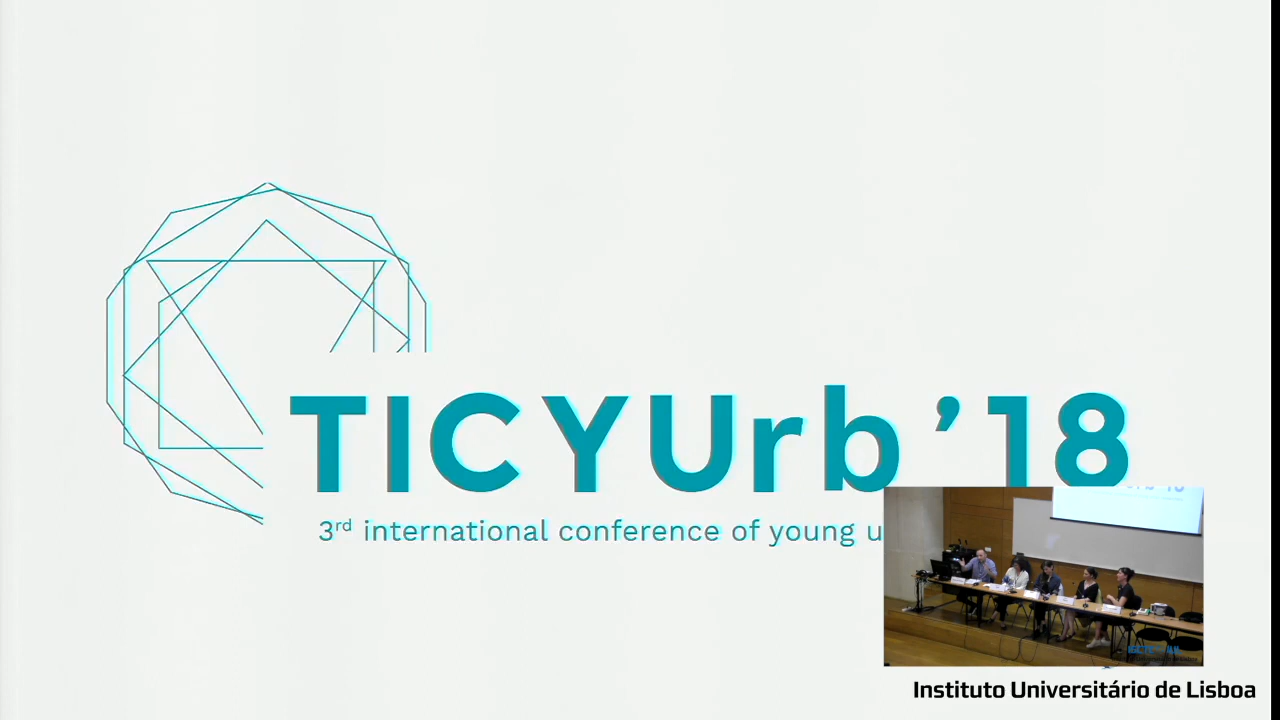 TICYUrb ’18
3rd international conference of young u
Instituto Universitário de Lisboa